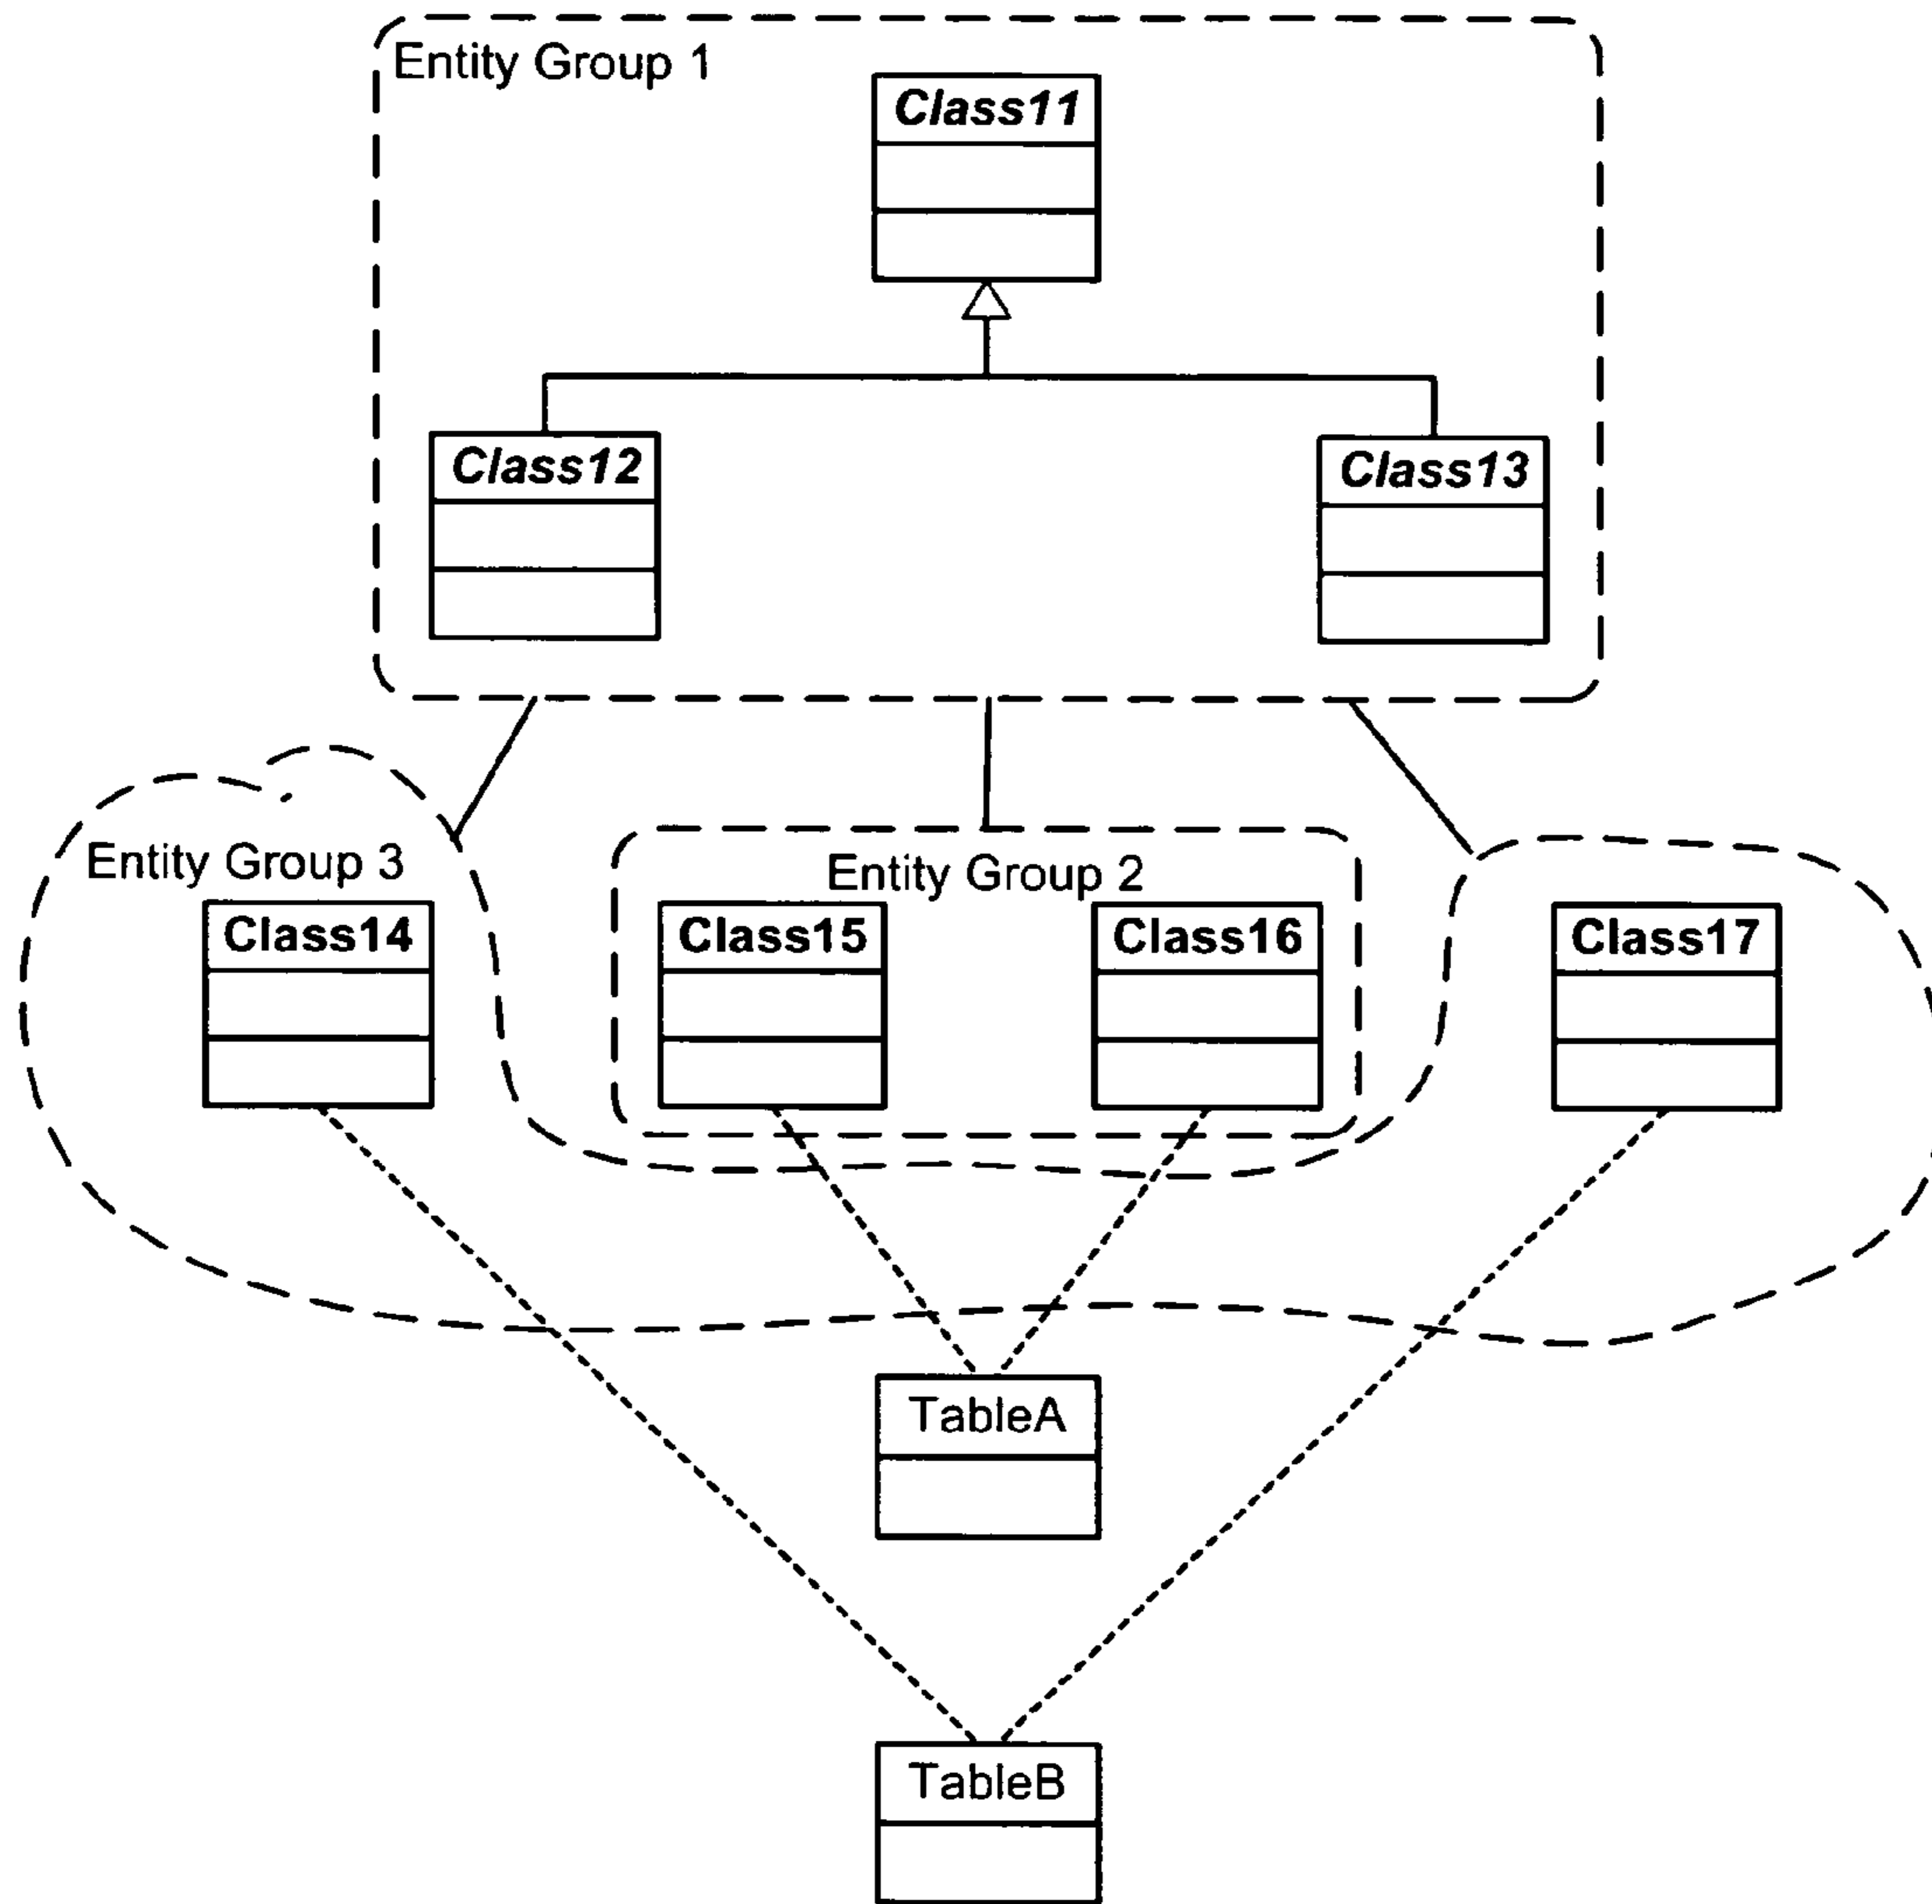 Entity Group 1
Class11
Class12
Class13
Entity Group 3
Entity Group 2
Class14
Class15
Class16
Class17
TableA
TableB